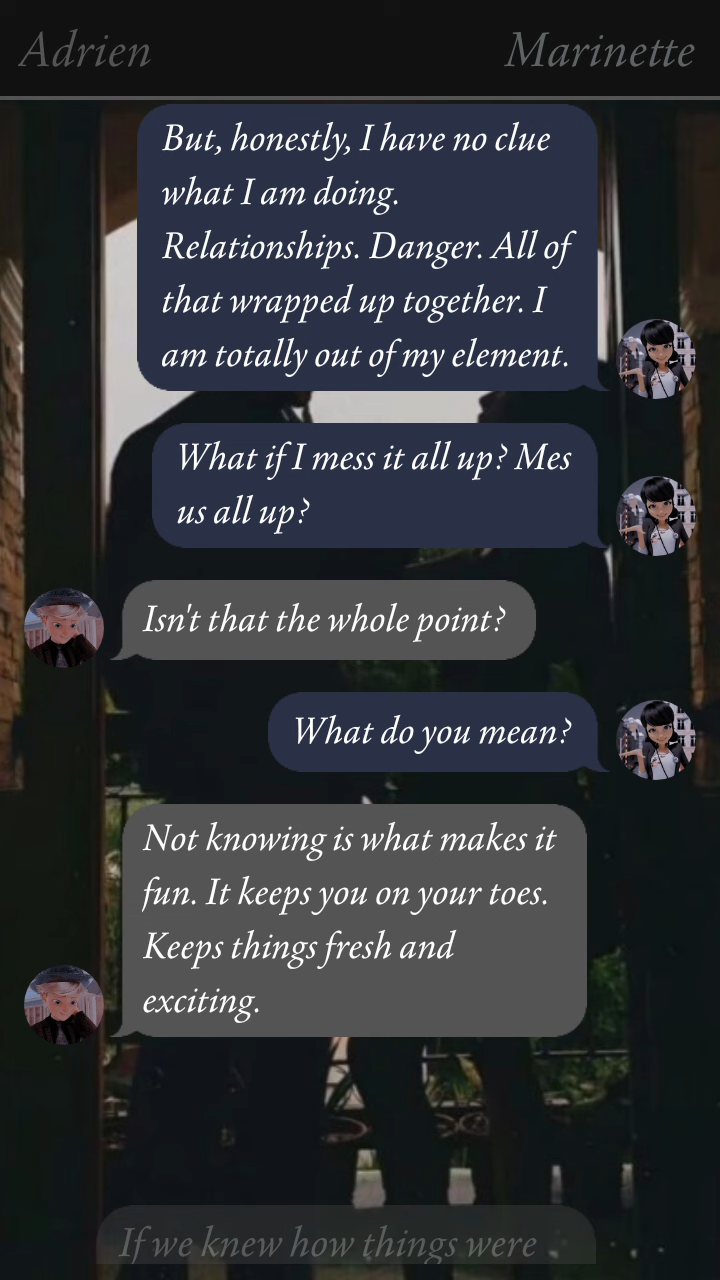 Adrien
Marinette
But, honestly, I have no clue
what I am doing.
Relationships. Danger. All of
that wrapped up together. I
am totally out of my element.
What if I mess it all up? Mes
us all up?
Isn't that the whole point?
What do you mean?
Not knowing is what makes it
fun. It keeps you on your toes.
Keeps things fresh and
exciting.
If we knew how things were